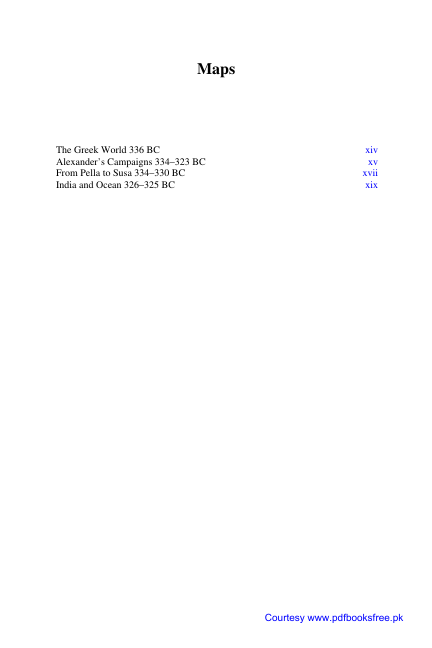 Maps
The Greek World 336 BC xiv
Alexander's Campaigns 334–323 BC xv
From Pella to Susa 334–330 BC xvii
India and Ocean 326–325 BC xix
Courtesy www.pdfbooksfree.pk